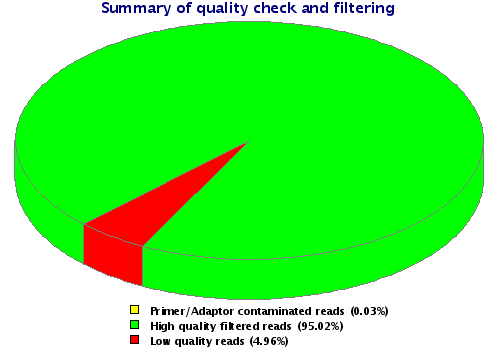 Summary of quality check and filtering
Primer/Adaptor contaminated reads (0.03%)
High quality filtered reads (95.02%)
Low quality reads (4.96%)